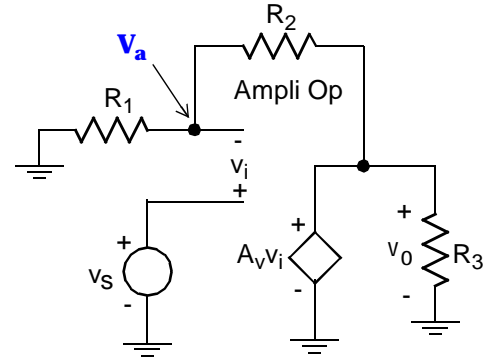 R2
Va
Ampli Op
R1
-
vi
+
+
vS
-
+
Avvi
-
+
v0
-
R3